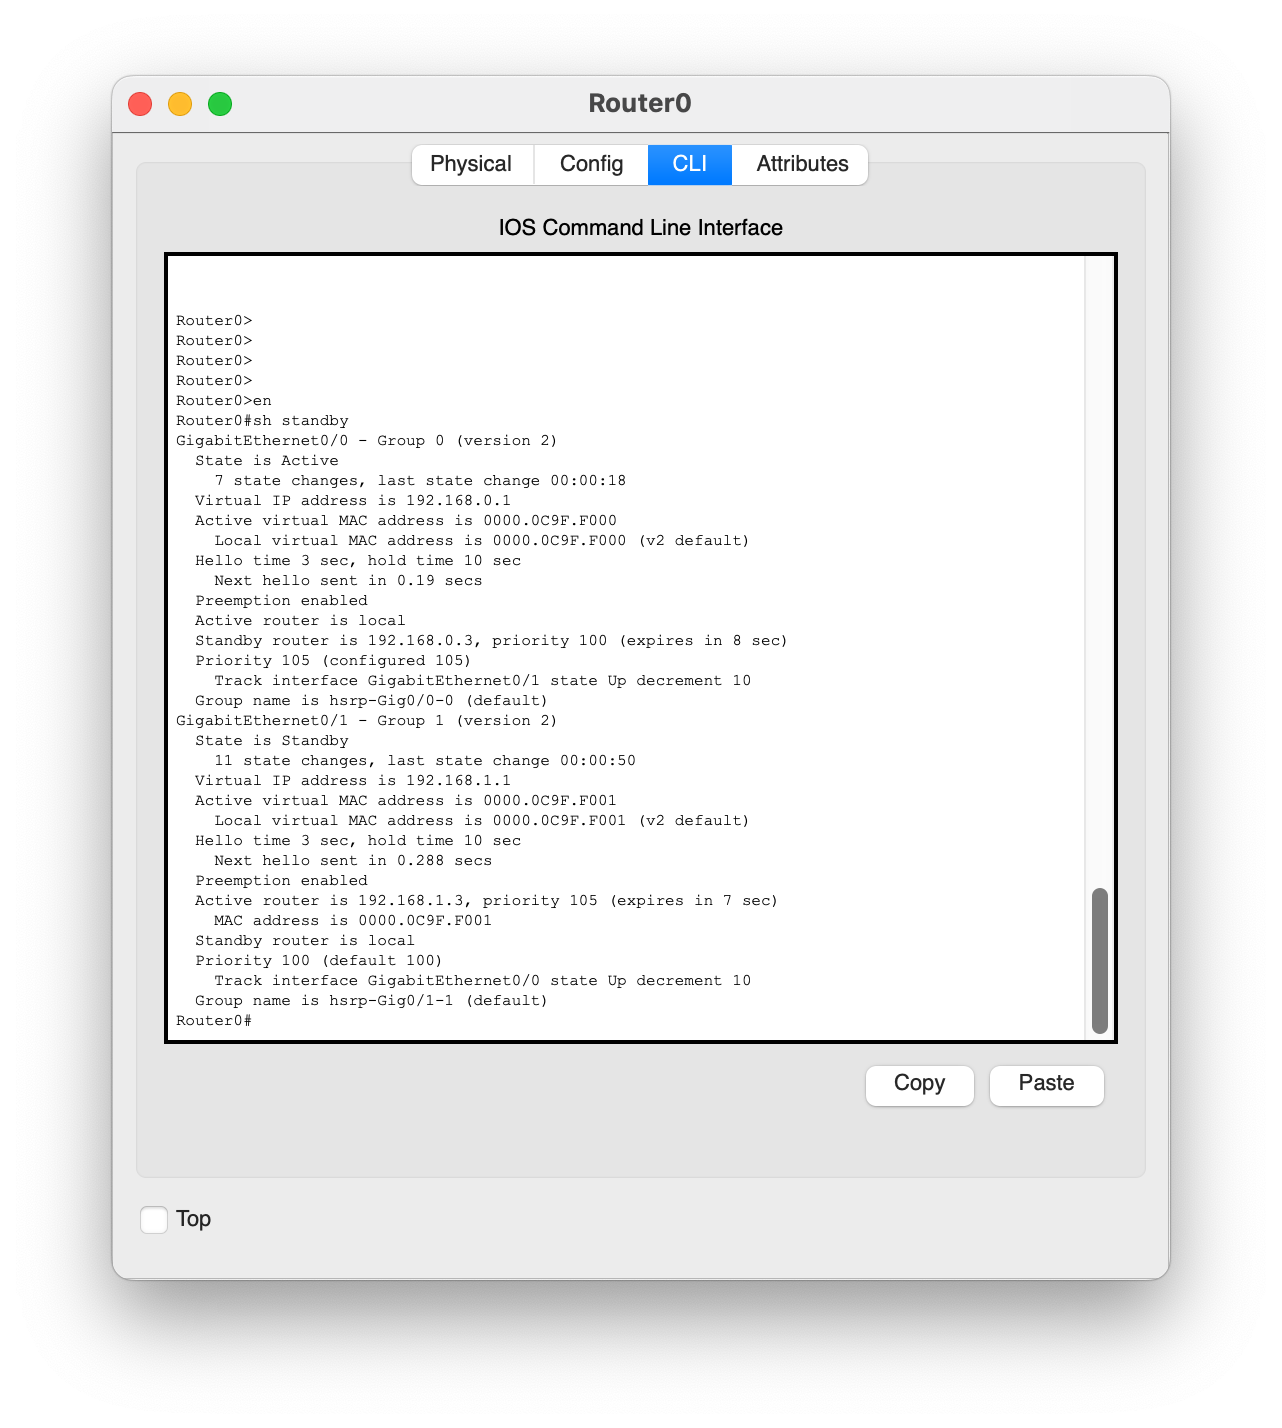 Router0
Physical Config CLI Attributes
IOS Command Line Interface
Router0>
Router0>
Router0>
Router0>
Router0>en
Router0#sh standby
GigabitEthernet0/0 - Group 0 (version 2)
  State is Active
    7 state changes, last state change 00:00:18
  Virtual IP address is 192.168.0.1
  Active virtual MAC address is 0000.0C9F.F000
    Local virtual MAC address is 0000.0C9F.F000 (v2 default)
  Hello time 3 sec, hold time 10 sec
    Next hello sent in 0.19 secs
  Preemption enabled
  Active router is local
  Standby router is 192.168.0.3, priority 100 (expires in 8 sec)
  Priority 105 (configured 105)
    Track interface GigabitEthernet0/1 state Up decrement 10
  Group name is hsrp-Gig0/0-0 (default)
GigabitEthernet0/1 - Group 1 (version 2)
  State is Standby
    11 state changes, last state change 00:00:50
  Virtual IP address is 192.168.1.1
  Active virtual MAC address is 0000.0C9F.F001
    Local virtual MAC address is 0000.0C9F.F001 (v2 default)
  Hello time 3 sec, hold time 10 sec
    Next hello sent in 0.288 secs
  Preemption enabled
  Active router is 192.168.1.3, priority 105 (expires in 7 sec)
    MAC address is 0000.0C9F.F001
  Standby router is local
  Priority 100 (default 100)
    Track interface GigabitEthernet0/0 state Up decrement 10
  Group name is hsrp-Gig0/1-1 (default)
Router0#
Copy Paste
Top